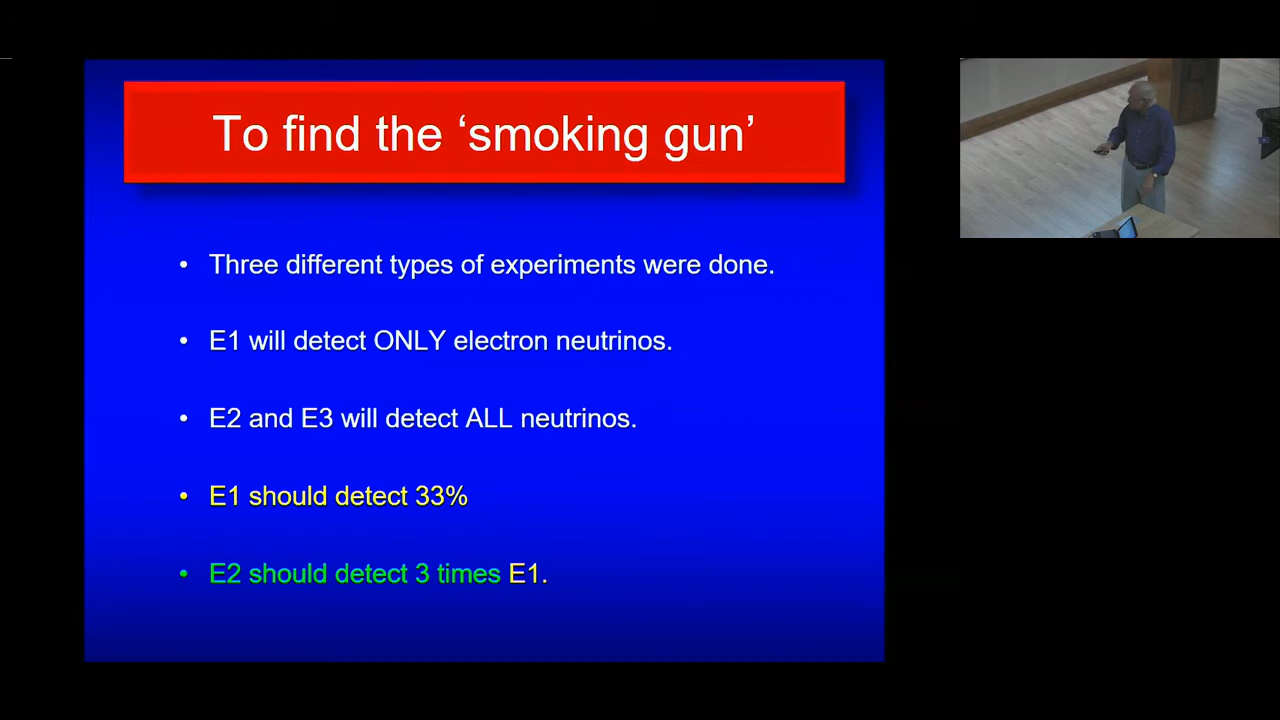 To find the ‘smoking gun’
• Three different types of experiments were done.
• E1 will detect ONLY electron neutrinos.
• E2 and E3 will detect ALL neutrinos.
• E1 should detect 33%
• E2 should detect 3 times E1.